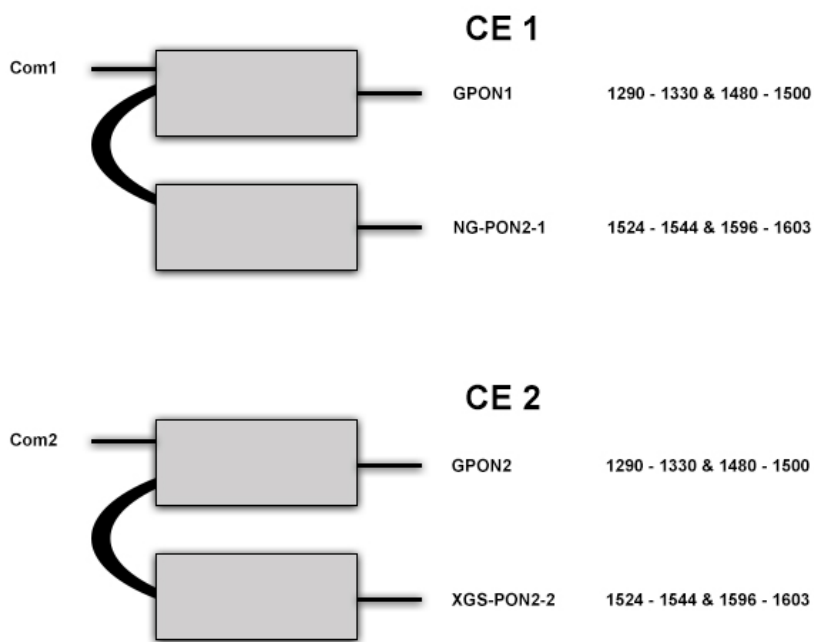 CE 1
Com1
GPON1 1290 - 1330 & 1480 - 1500
NG-PON2-1 1524 - 1544 & 1596 - 1603
CE 2
Com2
GPON2 1290 - 1330 & 1480 - 1500
XGS-PON2-2 1524 - 1544 & 1596 - 1603